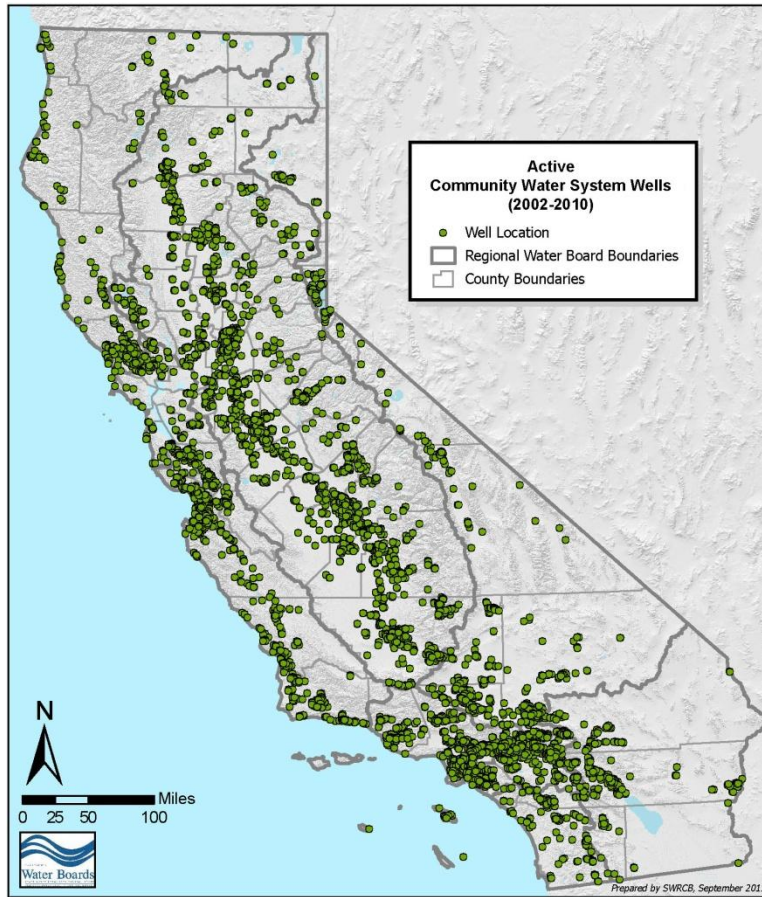 Active
Community Water System Wells
(2002-2010)
Well Location
Regional Water Board Boundaries
County Boundaries
N
Miles
0 25 50 100
Water Boards
Prepared by SWRCB, September 201